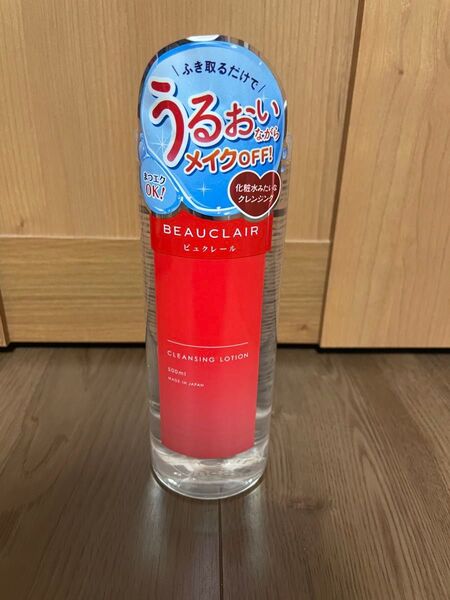 ふき取るだけで
うるおい
ながら
メイクOFF!
まつエク
OK!
化粧水みたいな
クレンジング
BEAUCLAIR
ビュクレール
CLEANSING LOTION
500ml
MADE IN JAPAN